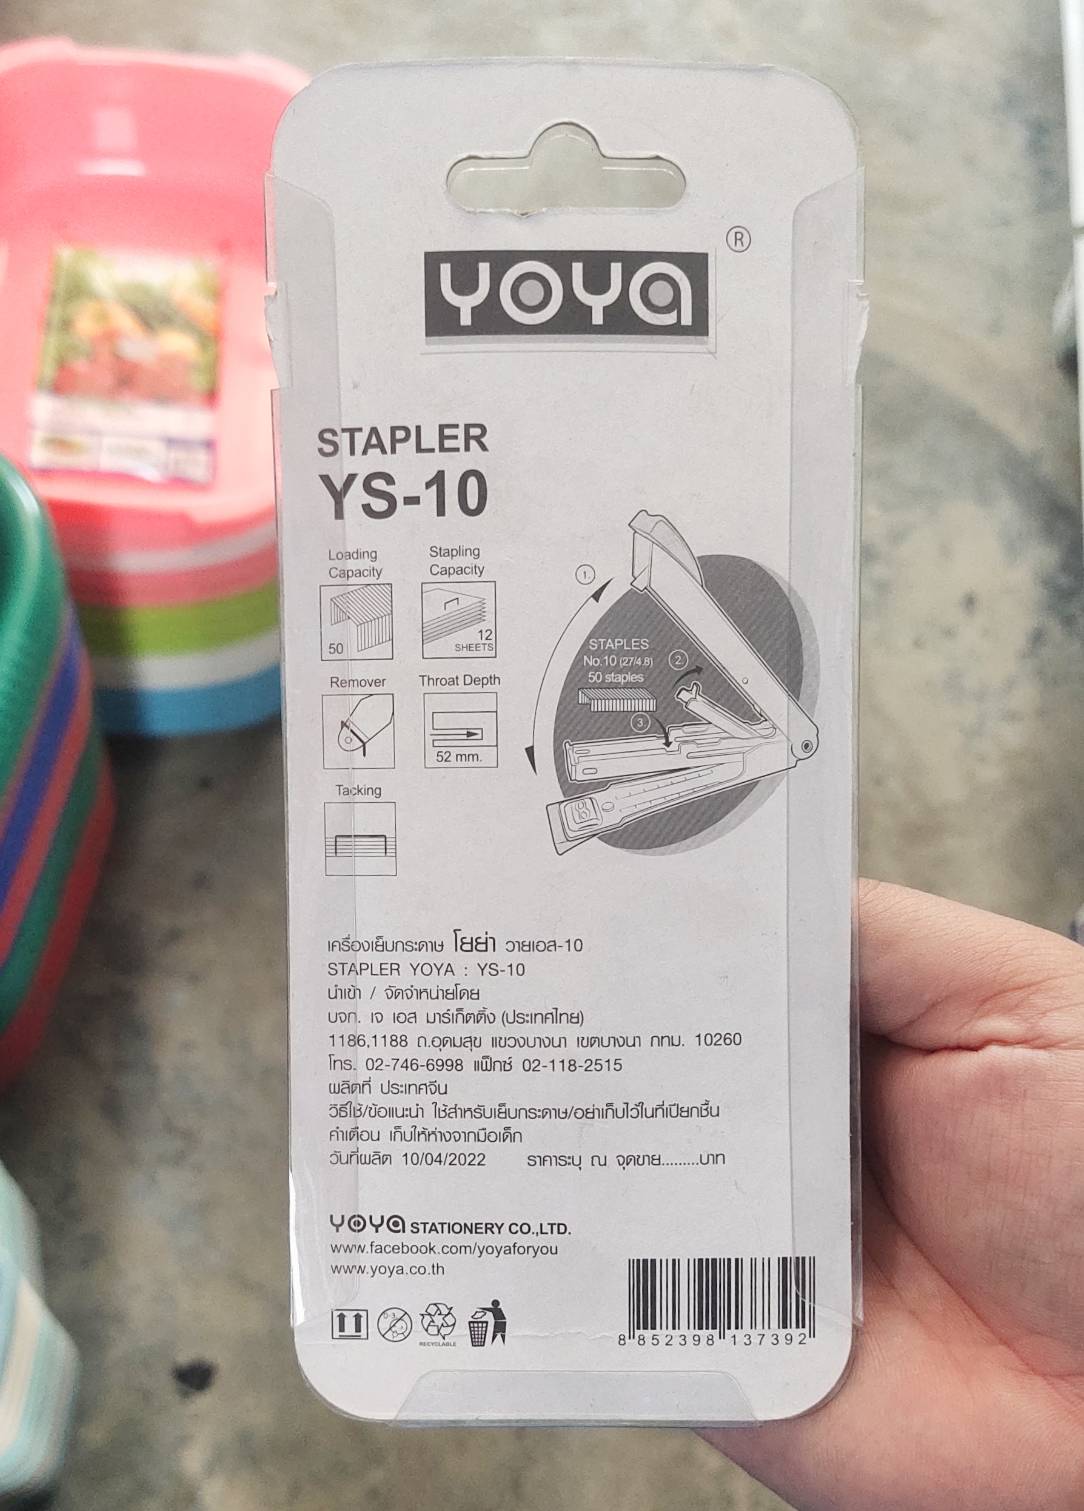 YOYA ®
STAPLER
YS-10
Loading Capacity
50
Stapling Capacity
12 SHEETS
Remover
Throat Depth
52 mm.
Tacking
1.
STAPLES
No.10 (27/4.8)
50 staples
2.
3.
เครื่องเย็บกระดาษ โยย่า วายเอส-10
STAPLER YOYA : YS-10
นำเข้า / จัดจำหน่ายโดย
บจก. เจ เอส มาร์เก็ตติ้ง (ประเทศไทย)
1186,1188 ถ.อุดมสุข แขวงบางนา เขตบางนา กทม. 10260
โทร. 02-746-6998 แฟ็กซ์ 02-118-2515
ผลิตที่ ประเทศจีน
วิธีใช้/ข้อแนะนำ ใช้สำหรับเย็บกระดาษ/อย่าเก็บไว้ในที่เปียกชื้น
คำเตือน เก็บให้ห่างจากมือเด็ก
วันที่ผลิต 10/04/2022 ราคาระบุ ณ จุดขาย.........บาท
YOYA STATIONERY CO.,LTD.
www.facebook.com/yoyaforyou
www.yoya.co.th
RECYCLABLE
8 852398 137392